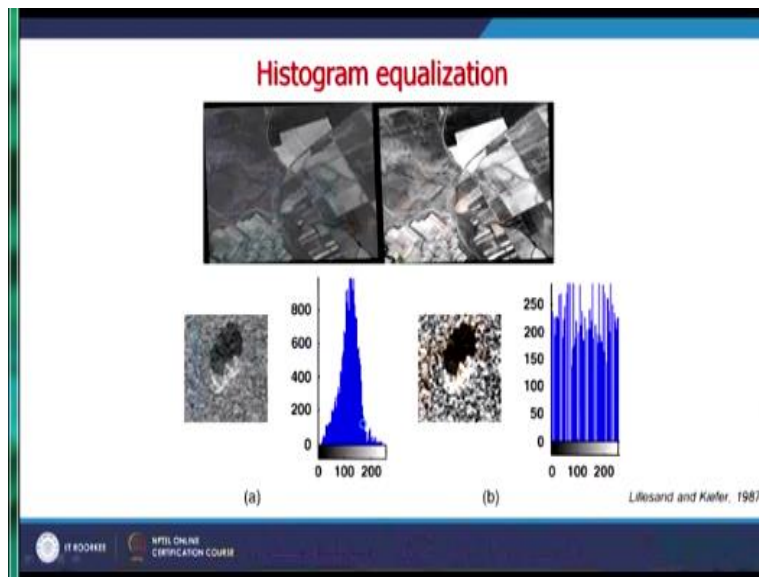 Histogram equalization
800
600
400
200
0
0 100 200
250
200
150
100
50
0
0 100 200
(a)
(b)
Lillesand and Kiefer, 1987
IIT ROORKEE
NPTEL ONLINE
CERTIFICATION COURSE